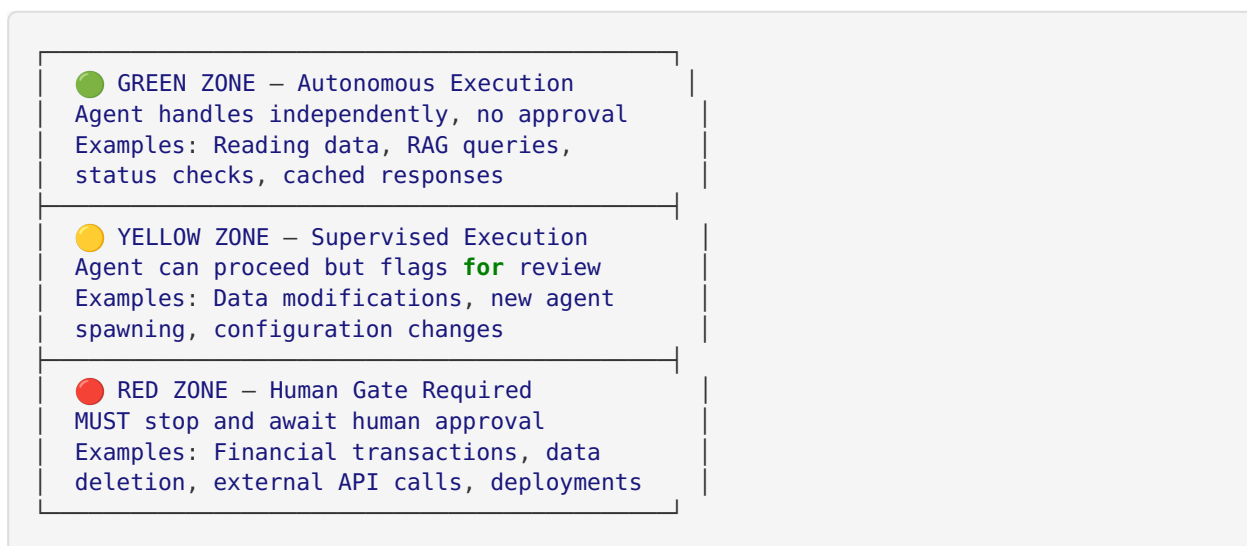 🟢 GREEN ZONE — Autonomous Execution
Agent handles independently, no approval
Examples: Reading data, RAG queries,
status checks, cached responses
🟡 YELLOW ZONE — Supervised Execution
Agent can proceed but flags for review
Examples: Data modifications, new agent
spawning, configuration changes
🔴 RED ZONE — Human Gate Required
MUST stop and await human approval
Examples: Financial transactions, data
deletion, external API calls, deployments